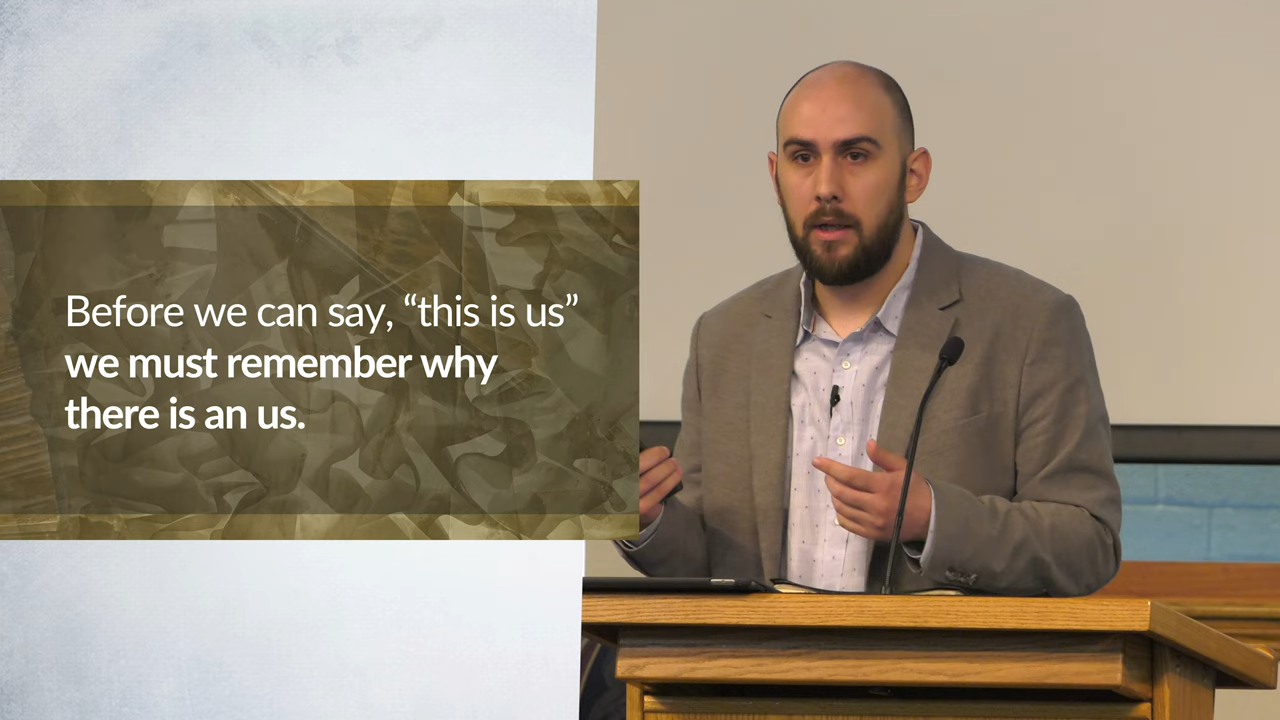 Before we can say, “this is us”
we must remember why
there is an us.